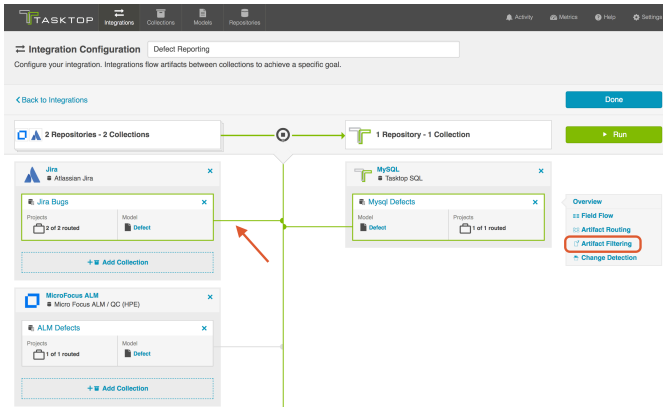 TASKTOP
Integrations
Collections
Models
Repositories
Activity
Metrics
Help
Settings
Integration Configuration
Defect Reporting
Configure your integration. Integrations flow artifacts between collections to achieve a specific goal.
Back to Integrations
Done
2 Repositories - 2 Collections
1 Repository - 1 Collection
Run
Jira
Atlassian Jira
Jira Bugs
Projects
2 of 2 routed
Model
Defect
+ Add Collection
MySQL
Tasktop SQL
Mysql Defects
Model
Defect
Projects
1 of 1 routed
Overview
Field Flow
Artifact Routing
Artifact Filtering
Change Detection
MicroFocus ALM
Micro Focus ALM / QC (HPE)
ALM Defects
Projects
1 of 1 routed
Model
Defect
+ Add Collection